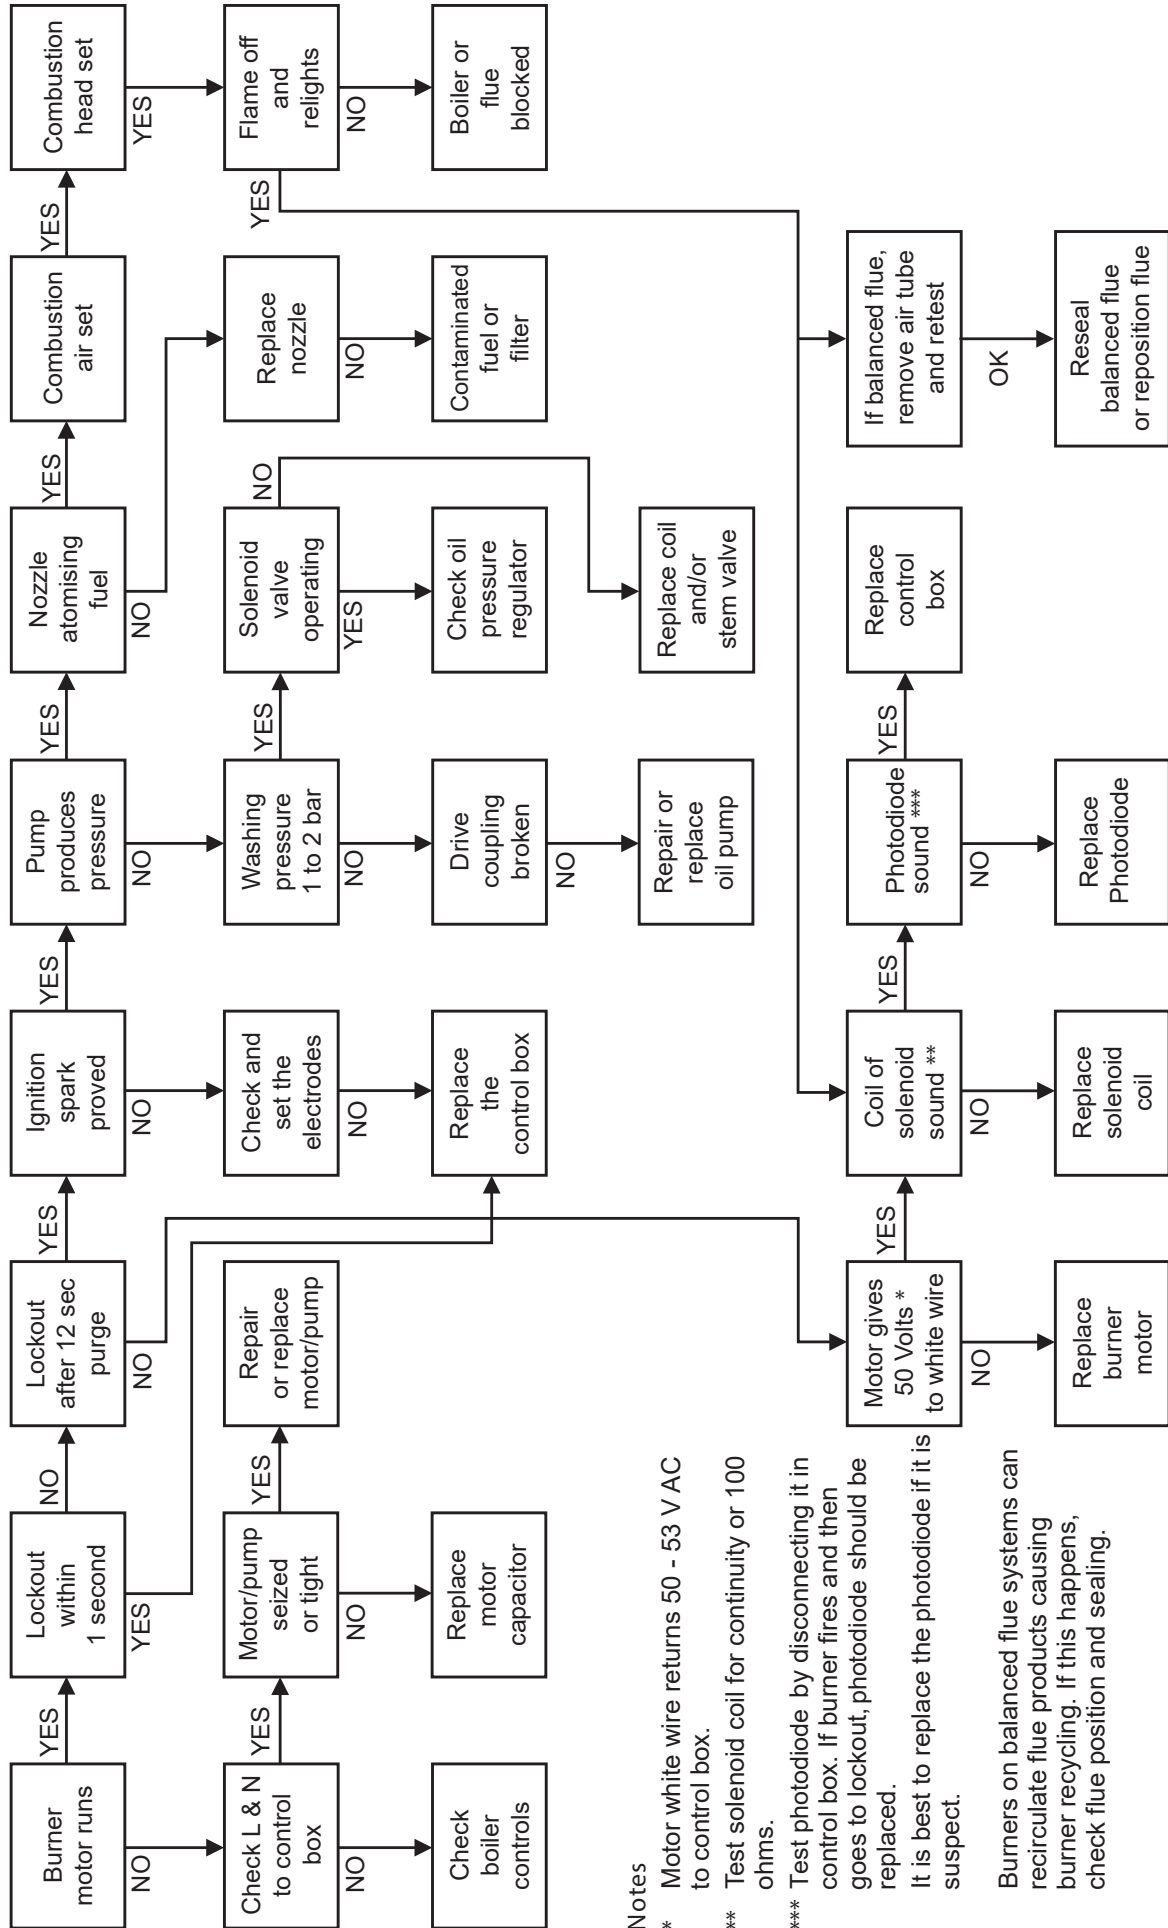 Burner
motor runs
YES
Lockout
within
1 second
NO
Lockout
after 12 sec
purge
YES
Ignition
spark
proved
YES
Pump
produces
pressure
YES
Nozzle
atomising
fuel
YES
Combustion
air set
YES
Combustion
head set
NO
YES
NO
NO
NO
NO
YES
Check L & N
to control
box
YES
Motor/pump
seized
or tight
YES
Repair
or replace
motor/pump
Check and
set the
electrodes
Washing
pressure
1 to 2 bar
YES
Solenoid
valve
operating
NO
Replace
nozzle
YES
Flame off
and
relights
NO
NO
NO
NO
YES
NO
NO
Check
boiler
controls
Replace
motor
capacitor
Replace
the
control box
Drive
coupling
broken
Check oil
pressure
regulator
Contaminated
fuel or
filter
Boiler or
flue
blocked
NO
Repair or
replace
oil pump
Replace coil
and/or
stem valve
Motor gives
50 Volts *
to white wire
YES
Coil of
solenoid
sound **
YES
Photodiode
sound ***
YES
Replace
control
box
If balanced flue,
remove air tube
and retest
NO
NO
NO
OK
Replace
burner
motor
Replace
solenoid
coil
Replace
Photodiode
Reseal
balanced flue
or reposition flue
Notes
* Motor white wire returns 50 - 53 V AC
to control box.
** Test solenoid coil for continuity or 100
ohms.
*** Test photodiode by disconnecting it in
control box. If burner fires and then
goes to lockout, photodiode should be
replaced.
It is best to replace the photodiode if it is
suspect.
Burners on balanced flue systems can
recirculate flue products causing
burner recycling. If this happens,
check flue position and sealing.